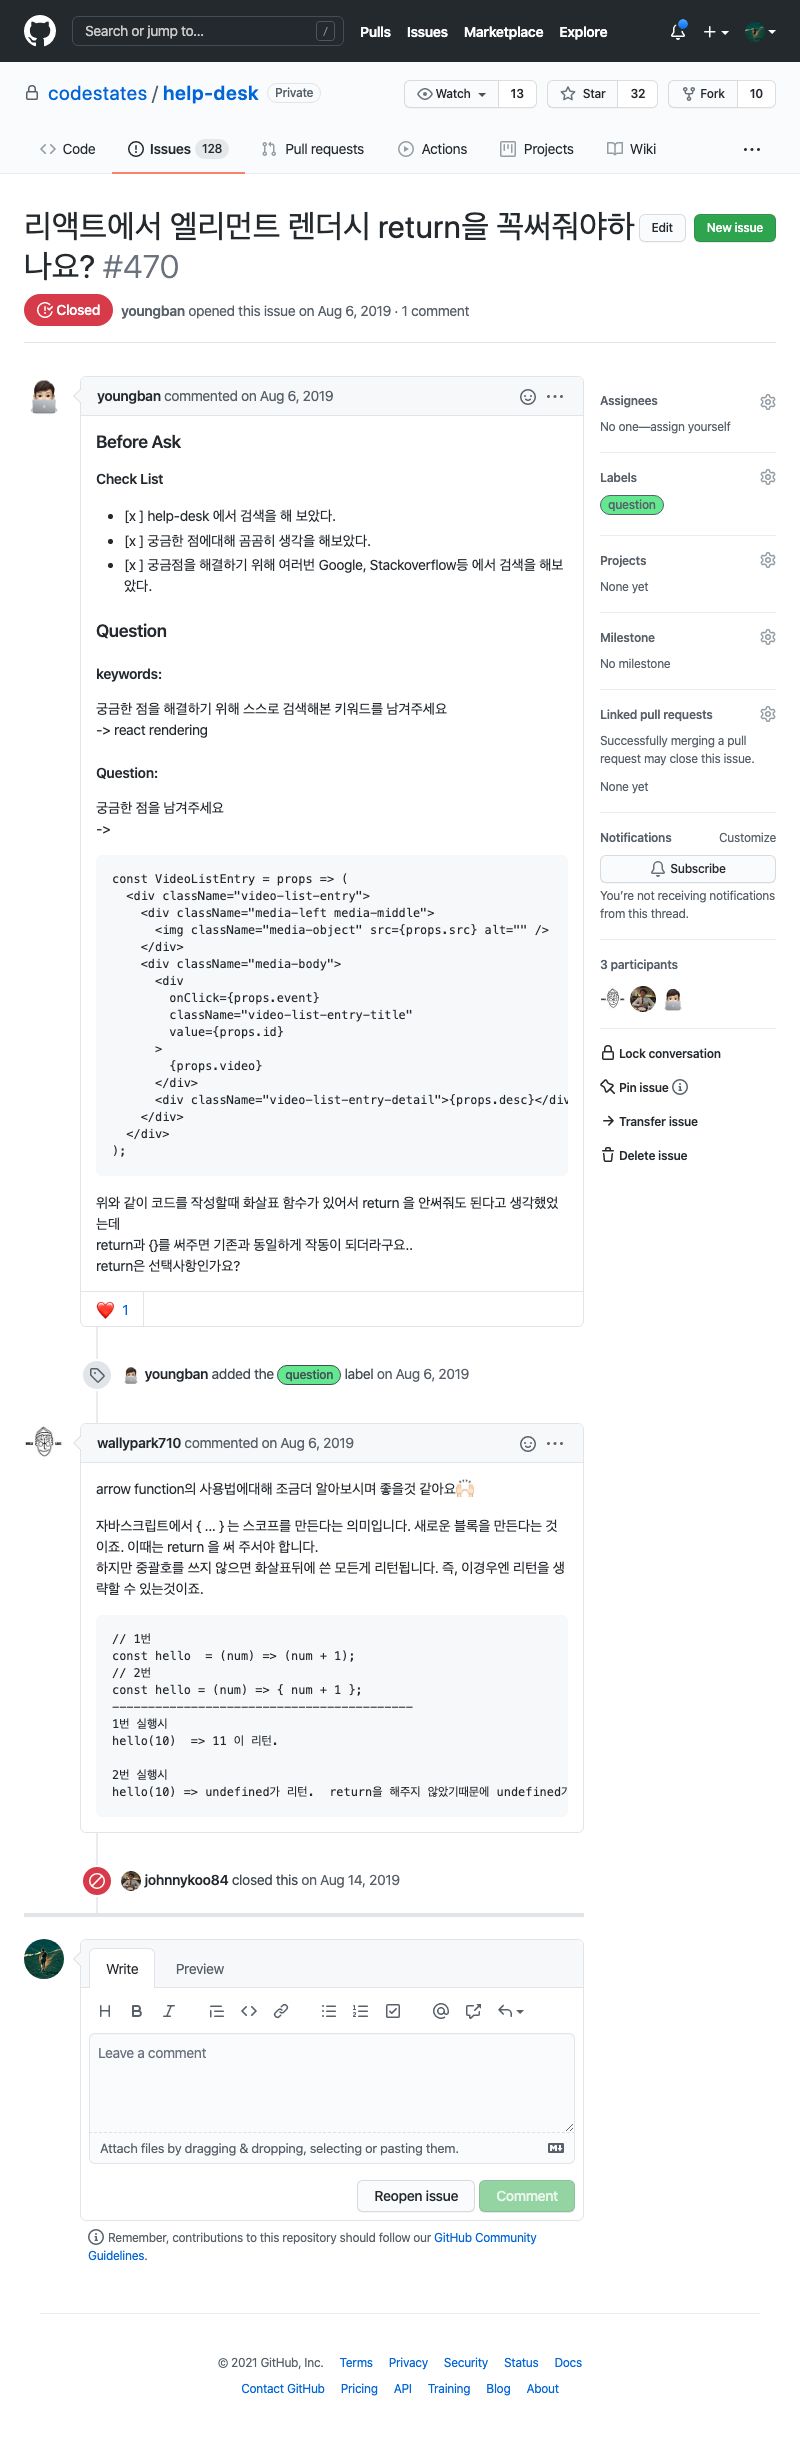 Search or jump to... /
Pulls Issues Marketplace Explore
codestates / help-desk Private
Watch 13 Star 32 Fork 10
Code Issues 128 Pull requests Actions Projects Wiki ...
리액트에서 엘리먼트 렌더시 return을 꼭써줘야하
나요? #470
Edit New issue
Closed youngban opened this issue on Aug 6, 2019 · 1 comment
youngban commented on Aug 6, 2019
Before Ask
Check List
• [x ] help-desk 에서 검색을 해 보았다.
• [x ] 궁금한 점에대해 곰곰히 생각을 해보았다.
• [x ] 궁금점을 해결하기 위해 여러번 Google, Stackoverflow등 에서 검색을 해보
았다.
Question
keywords:
궁금한 점을 해결하기 위해 스스로 검색해본 키워드를 남겨주세요
-> react rendering
Question:
궁금한 점을 남겨주세요
->
const VideoListEntry = props => (
<div className="video-list-entry">
<div className="media-left media-middle">
<img className="media-object" src={props.src} alt="" />
</div>
<div className="media-body">
<div
onClick={props.event}
className="video-list-entry-title"
value={props.id}
>
{props.video}
</div>
<div className="video-list-entry-detail">{props.desc}</div
</div>
</div>
);
위와 같이 코드를 작성할때 화살표 함수가 있어서 return 을 안써줘도 된다고 생각했었
는데
return과 {}를 써주면 기존과 동일하게 작동이 되더라구요..
return은 선택사항인가요?
❤️ 1
youngban added the question label on Aug 6, 2019
wallypark710 commented on Aug 6, 2019
arrow function의 사용법에대해 조금더 알아보시며 좋을것 같아요🙌🏻
자바스크립트에서 { ... } 는 스코프를 만든다는 의미입니다. 새로운 블록을 만든다는 것
이죠. 이때는 return 을 써 주서야 합니다.
하지만 중괄호를 쓰지 않으면 화살표뒤에 쓴 모든게 리턴됩니다. 즉, 이경우엔 리턴을 생
략할 수 있는것이죠.
// 1번
const hello  = (num) => (num + 1);
// 2번
const hello = (num) => { num + 1 };
------------------------------------------
1번 실행시
hello(10)  => 11 이 리턴.
2번 실행시
hello(10) => undefined가 리턴.  return을 해주지 않았기때문에 undefined가
johnnykoo84 closed this on Aug 14, 2019
Assignees
No one—assign yourself
Labels
question
Projects
None yet
Milestone
No milestone
Linked pull requests
Successfully merging a pull
request may close this issue.
None yet
Notifications Customize
Subscribe
You're not receiving notifications
from this thread.
3 participants
Lock conversation
Pin issue
Transfer issue
Delete issue
Write Preview
H B I
Leave a comment
Attach files by dragging & dropping, selecting or pasting them.
Reopen issue Comment
Remember, contributions to this repository should follow our GitHub Community
Guidelines.
© 2021 GitHub, Inc. Terms Privacy Security Status Docs
Contact GitHub Pricing API Training Blog About